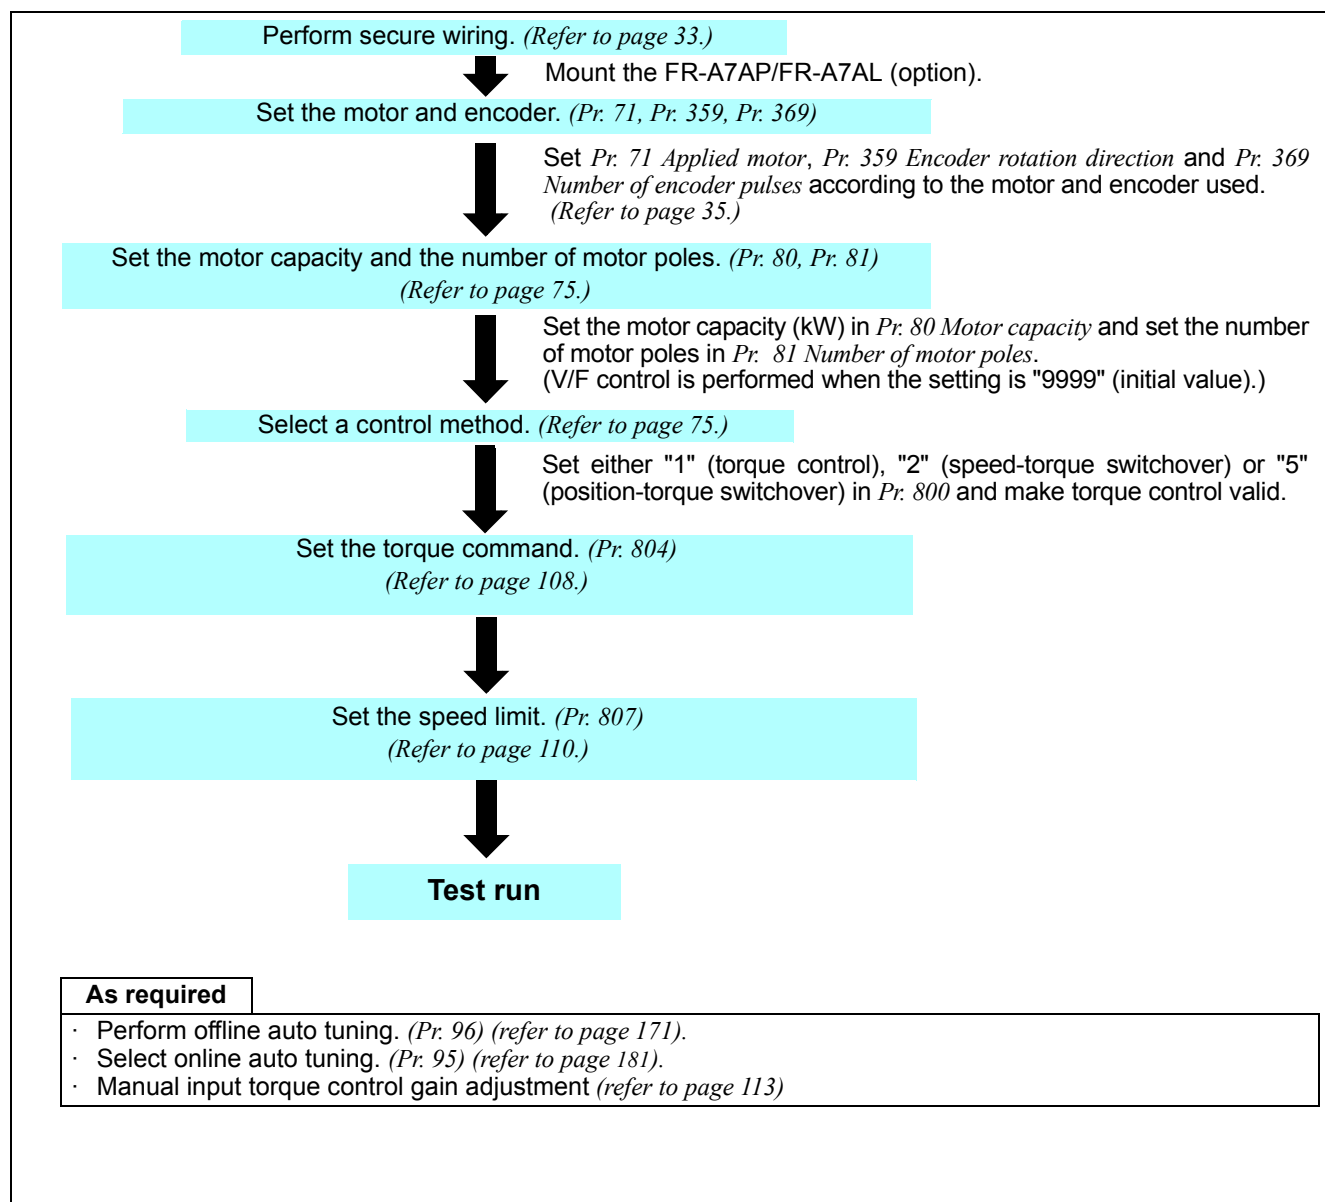 Perform secure wiring. (Refer to page 33.)
Mount the FR-A7AP/FR-A7AL (option).
Set the motor and encoder. (Pr. 71, Pr. 359, Pr. 369)
Set Pr. 71 Applied motor, Pr. 359 Encoder rotation direction and Pr. 369
Number of encoder pulses according to the motor and encoder used.
(Refer to page 35.)
Set the motor capacity and the number of motor poles. (Pr. 80, Pr. 81)
(Refer to page 75.)
Set the motor capacity (kW) in Pr. 80 Motor capacity and set the number
of motor poles in Pr. 81 Number of motor poles.
(V/F control is performed when the setting is "9999" (initial value).)
Select a control method. (Refer to page 75.)
Set either "1" (torque control), "2" (speed-torque switchover) or "5"
(position-torque switchover) in Pr. 800 and make torque control valid.
Set the torque command. (Pr. 804)
(Refer to page 108.)
Set the speed limit. (Pr. 807)
(Refer to page 110.)
Test run
As required
· Perform offline auto tuning. (Pr. 96) (refer to page 171).
· Select online auto tuning. (Pr. 95) (refer to page 181).
· Manual input torque control gain adjustment (refer to page 113)